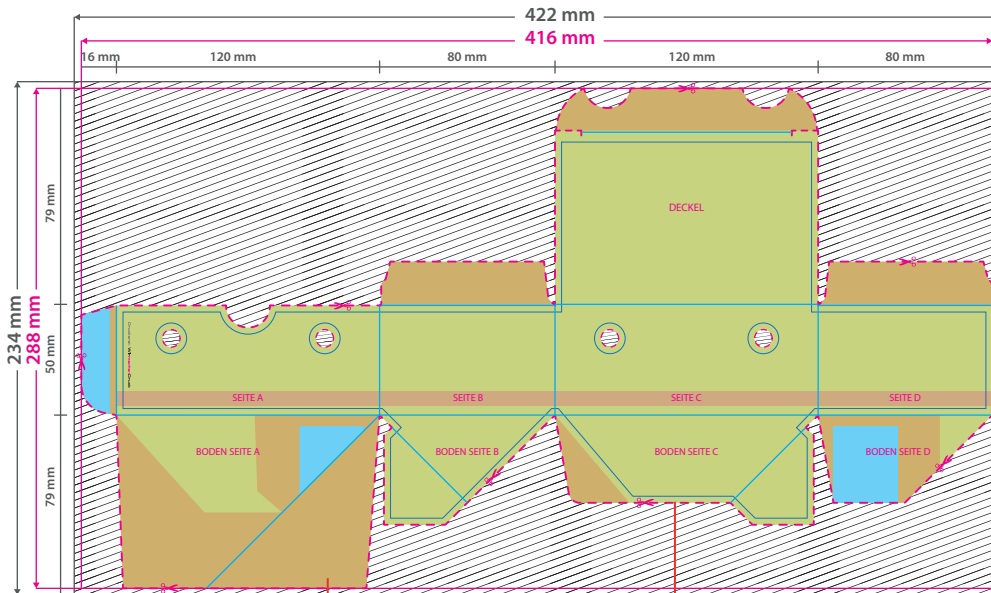 422 mm
416 mm
16 mm
120 mm
80 mm
120 mm
80 mm
234 mm
288 mm
79 mm
50 mm
79 mm
DECKEL
SEITE A
SEITE B
SEITE C
SEITE D
BODEN SEITE A
BODEN SEITE B
BODEN SEITE C
BODEN SEITE D